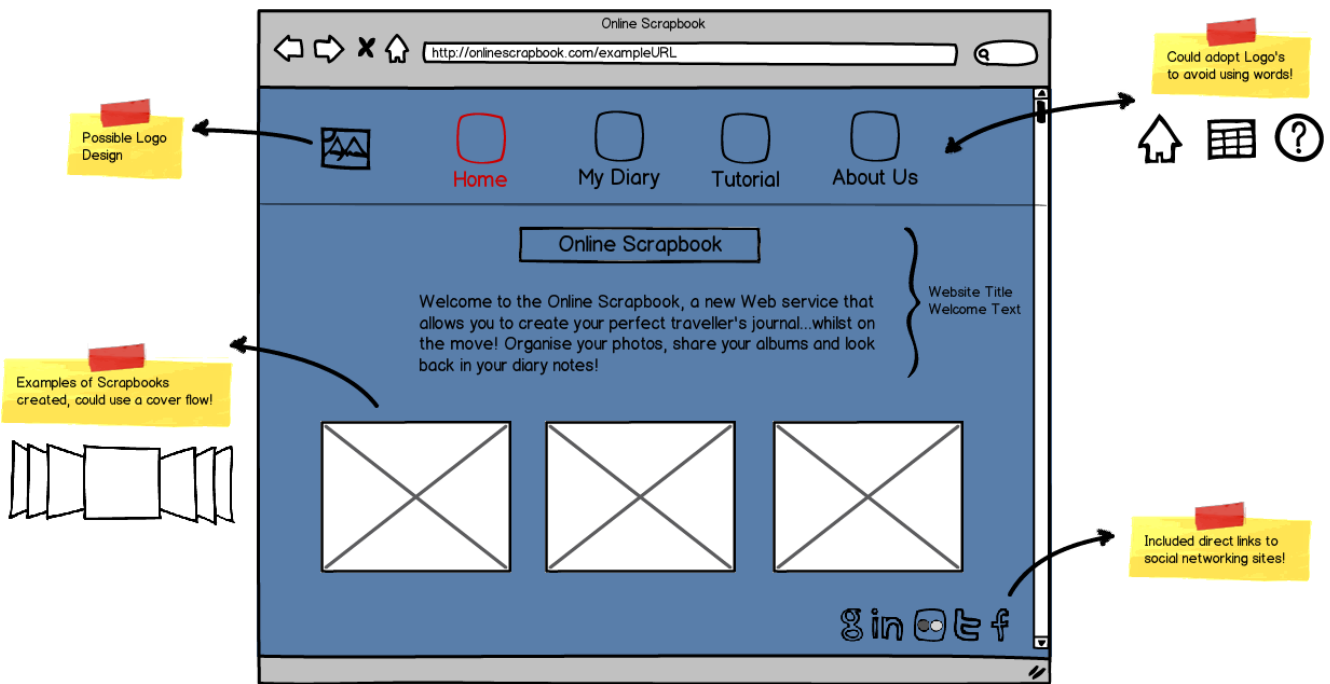 Online Scrapbook
http://onlinescrapbook.com/exampleURL
Could adopt Logo's
to avoid using words!
Possible Logo
Design
Home
My Diary
Tutorial
About Us
?
Online Scrapbook
Welcome to the Online Scrapbook, a new Web service that
allows you to create your perfect traveller's journal...whilst on
the move! Organise your photos, share your albums and look
back in your diary notes!
Website Title
Welcome Text
Examples of Scrapbooks
created, could use a cover flow!
Included direct links to
social networking sites!
g in t f